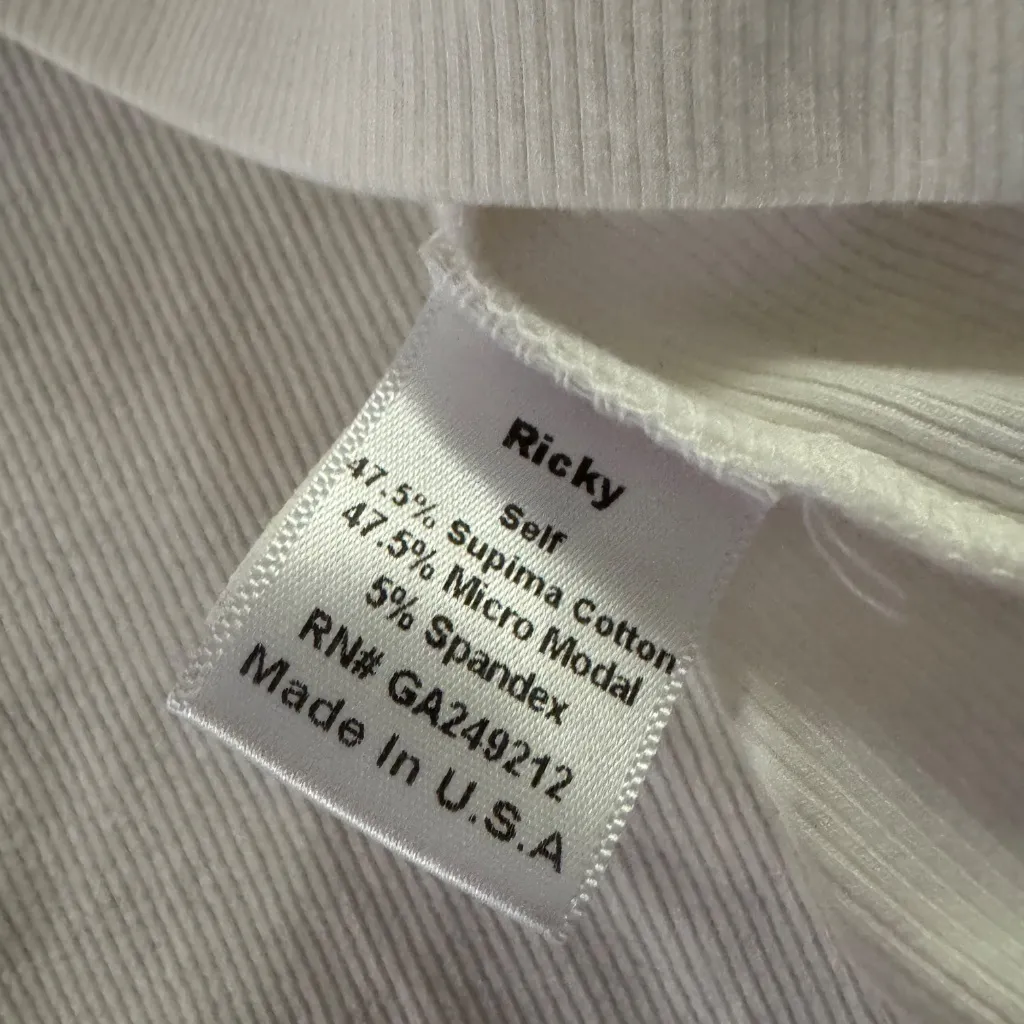 Ricky
Self
47.5% Supima Cotton
47.5% Micro Modal
5% Spandex
RN# GA249212
Made In U.S.A